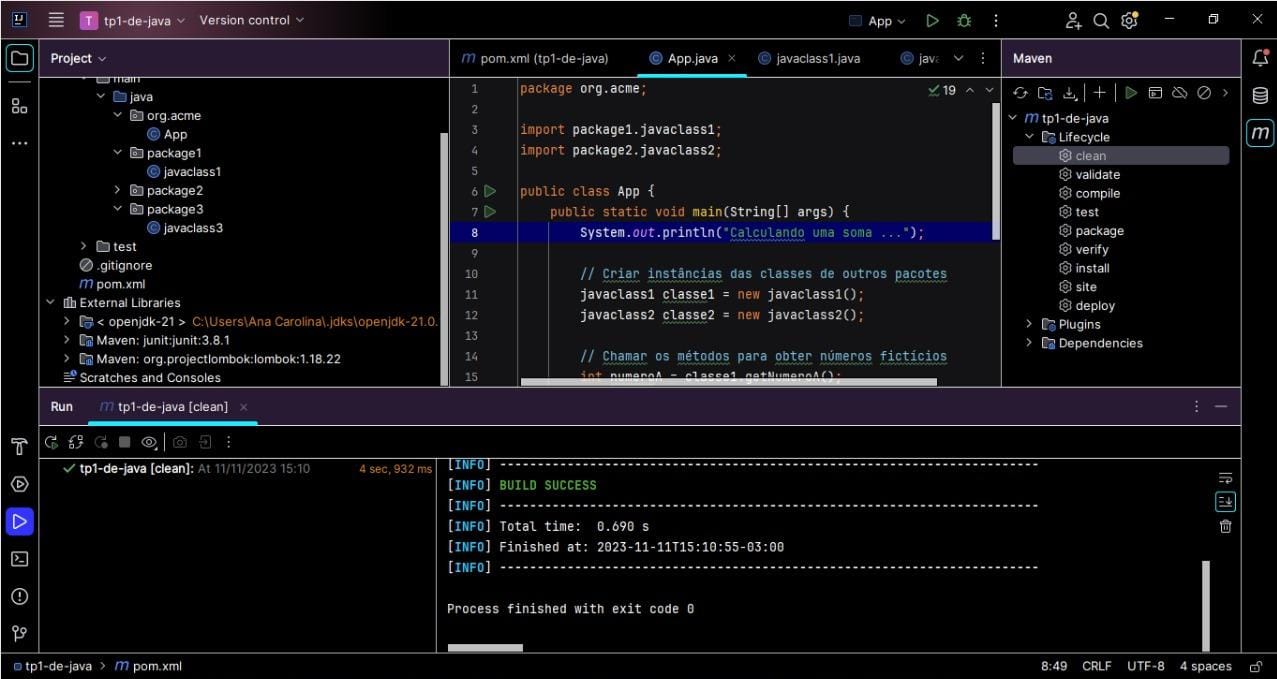 T tp1-de-java Version control App
Project
main
java
org.acme
App
package1
javaclass1
package2
package3
javaclass3
test
.gitignore
m pom.xml
External Libraries
< openjdk-21 > C:\Users\Ana Carolina\.jdks\openjdk-21.0.
Maven: junit:junit:3.8.1
Maven: org.projectlombok:lombok:1.18.22
Scratches and Consoles
m pom.xml (tp1-de-java) App.java javaclass1.java java
19
1 package org.acme;
2
3 import package1.javaclass1;
4 import package2.javaclass2;
5
6 public class App {
7 public static void main(String[] args) {
8 System.out.println("Calculando uma soma ...");
9
10 // Criar instâncias das classes de outros pacotes
11 javaclass1 classe1 = new javaclass1();
12 javaclass2 classe2 = new javaclass2();
13
14 // Chamar os métodos para obter números fictícios
15 int numeroA = classe1.getNumeroA();
Maven
m tp1-de-java
Lifecycle
clean
validate
compile
test
package
verify
install
site
deploy
Plugins
Dependencies
m
Run m tp1-de-java [clean]
tp1-de-java [clean]: At 11/11/2023 15:10 4 sec, 932 ms
[INFO] ------------------------------------------------------------------------
[INFO] BUILD SUCCESS
[INFO] ------------------------------------------------------------------------
[INFO] Total time:  0.690 s
[INFO] Finished at: 2023-11-11T15:10:55-03:00
[INFO] ------------------------------------------------------------------------
Process finished with exit code 0
tp1-de-java > m pom.xml
8:49 CRLF UTF-8 4 spaces